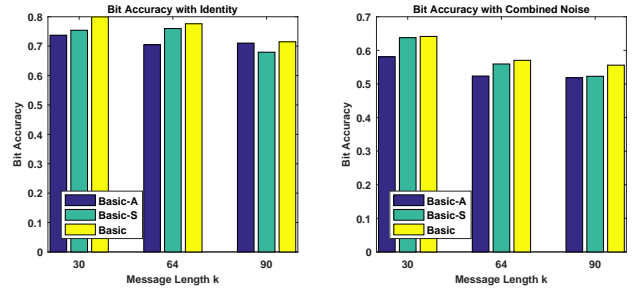 Bit Accuracy with Identity
0.8
0.7
0.6
0.5
0.4
0.3
0.2
0.1
0
Bit Accuracy
Basic-A
Basic-S
Basic
30
64
90
Message Length k
Bit Accuracy with Combined Noise
0.7
0.6
0.5
0.4
0.3
0.2
0.1
0
Bit Accuracy
Basic-A
Basic-S
Basic
30
64
90
Message Length k